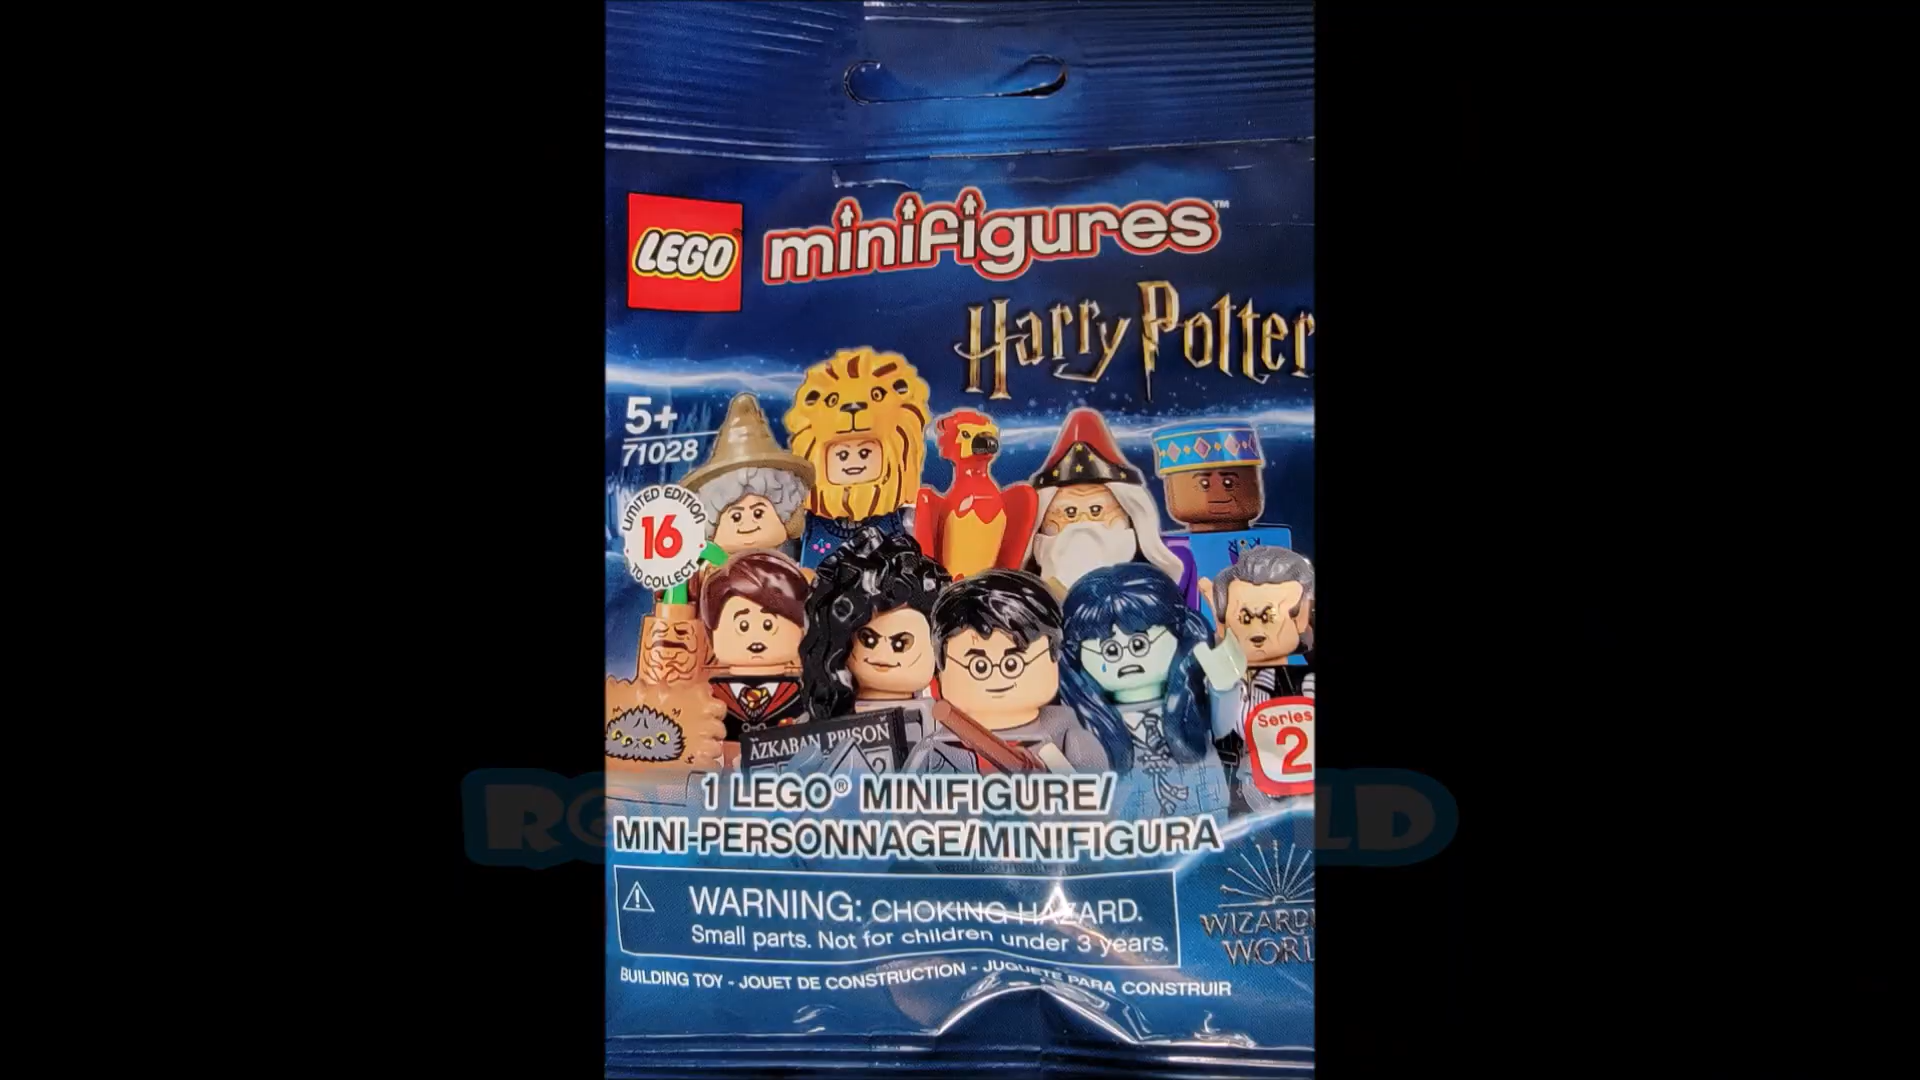 LEGO
minifigures™
Harry Potter
5+
71028
LIMITED EDITION
16
TO COLLECT
AZKABAN PRISON
Series
2
1 LEGO® MINIFIGURE/
MINI-PERSONNAGE/MINIFIGURA
WARNING: CHOKING HAZARD.
Small parts. Not for children under 3 years.
WIZARD
WORL
BUILDING TOY - JOUET DE CONSTRUCTION - JUGUETE PARA CONSTRUIR